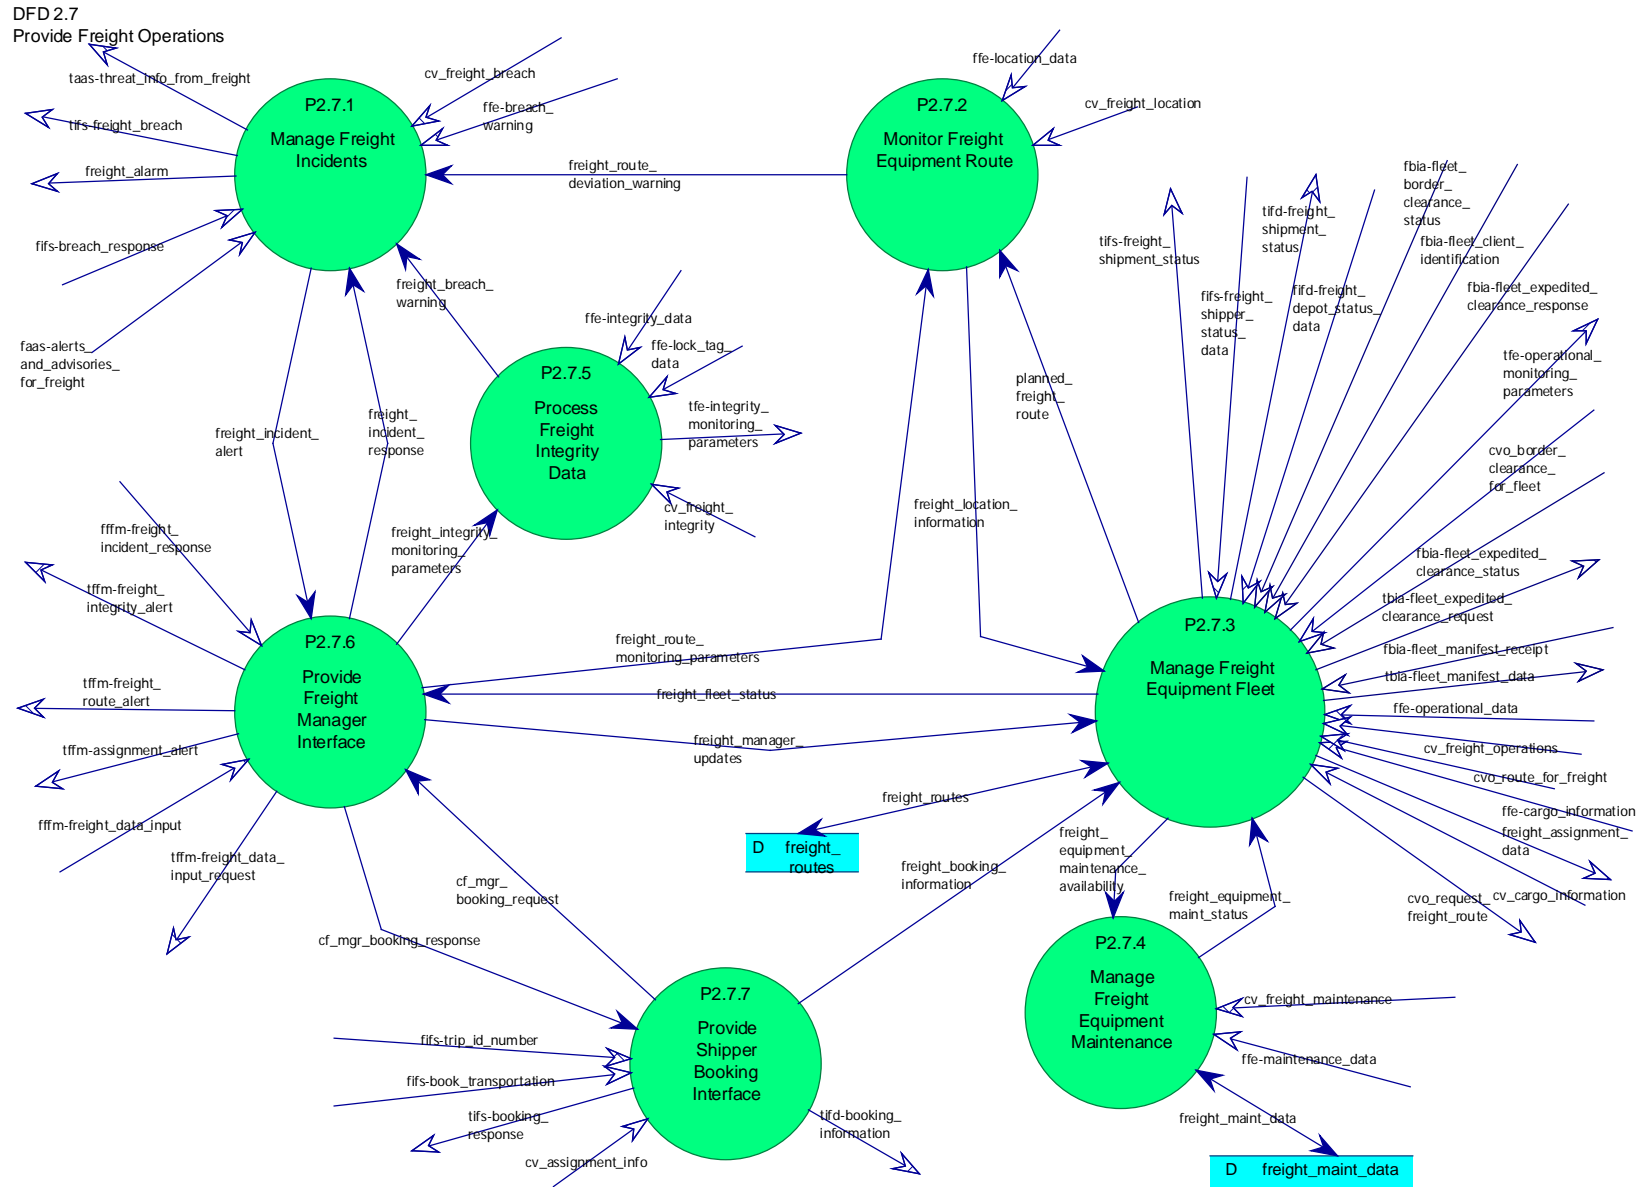 DFD 2.7
Provide Freight Operations
taas-threat_info_from_freight
tifs-freight_breach
freight_alarm
fifs-breach_response
faas-alerts_
and_advisories_
for_freight
cv_freight_breach
ffe-breach_
warning
P2.7.1
Manage Freight
Incidents
freight_route_
deviation_warning
ffe-location_data
cv_freight_location
P2.7.2
Monitor Freight
Equipment Route
freight_breach_
warning
ffe-integrity_data
ffe-lock_tag_
data
tfe-integrity_
monitoring_
parameters
cv_freight_
integrity
P2.7.5
Process
Freight
Integrity
Data
freight_incident_
alert
freight_
incident_
response
freight_integrity_
monitoring_
parameters
planned_
freight_
route
freight_location_
information
tifs-freight_
shipment_status
fifs-freight_
shipper_
status_
data
tifd-freight_
shipment_
status
fifd-freight_
depot_status_
data
fbia-fleet_
border_
clearance_
status
fbia-fleet_client_
identification
fbia-fleet_expedited_
clearance_response
tfe-operational_
monitoring_
parameters
cvo_border_
clearance_
for_fleet
fbia-fleet_expedited_
clearance_status
tbia-fleet_expedited_
clearance_request
fbia-fleet_manifest_receipt
tbia-fleet_manifest_data
ffe-operational_data
cv_freight_operations
cvo_route_for_freight
ffe-cargo_information
freight_assignment_
data
cv_cargo_information
cvo_request_
freight_route
P2.7.3
Manage Freight
Equipment Fleet
fffm-freight_
incident_response
tffm-freight_
integrity_alert
tffm-freight_
route_alert
tffm-assignment_alert
fffm-freight_data_input
tffm-freight_data_
input_request
P2.7.6
Provide
Freight
Manager
Interface
freight_route_
monitoring_parameters
freight_fleet_status
freight_manager_
updates
freight_routes
D freight_
routes
freight_booking_
information
freight_
equipment_
maintenance_
availability
freight_equipment_
maint_status
cf_mgr_
booking_request
cf_mgr_booking_response
P2.7.7
Provide
Shipper
Booking
Interface
fifs-trip_id_number
fifs-book_transportation
tifs-booking_
response
cv_assignment_info
tifd-booking_
information
P2.7.4
Manage
Freight
Equipment
Maintenance
cv_freight_maintenance
ffe-maintenance_data
freight_maint_data
D freight_maint_data